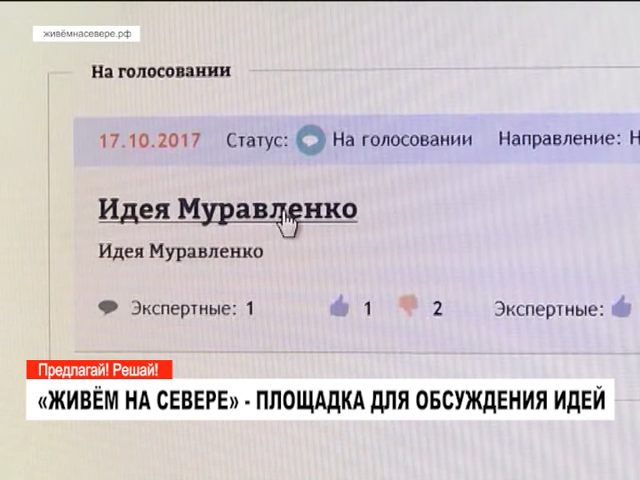 живёмнасевере.рф
На голосовании
17.10.2017 Статус: На голосовании Направление: Н
Идея Муравленко
Идея Муравленко
Экспертные: 1 1 2 Экспертные:
Предлагай! Решай!
«ЖИВЁМ НА СЕВЕРЕ» - ПЛОЩАДКА ДЛЯ ОБСУЖДЕНИЯ ИДЕЙ